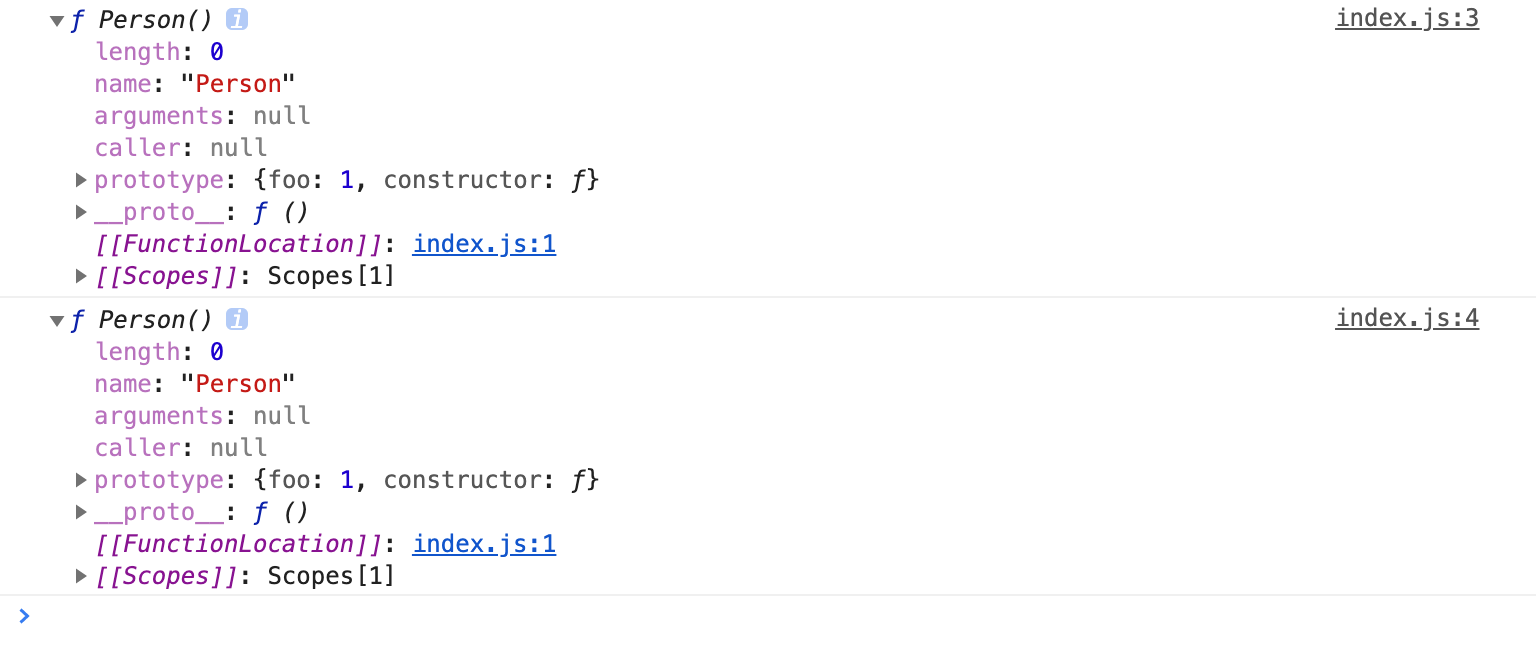 ▼ƒ Person() i index.js:3
length: 0
name: "Person"
arguments: null
caller: null
▶prototype: {foo: 1, constructor: ƒ}
▶__proto__: ƒ ()
[[FunctionLocation]]: index.js:1
▶[[Scopes]]: Scopes[1]
▼ƒ Person() i index.js:4
length: 0
name: "Person"
arguments: null
caller: null
▶prototype: {foo: 1, constructor: ƒ}
▶__proto__: ƒ ()
[[FunctionLocation]]: index.js:1
▶[[Scopes]]: Scopes[1]
>